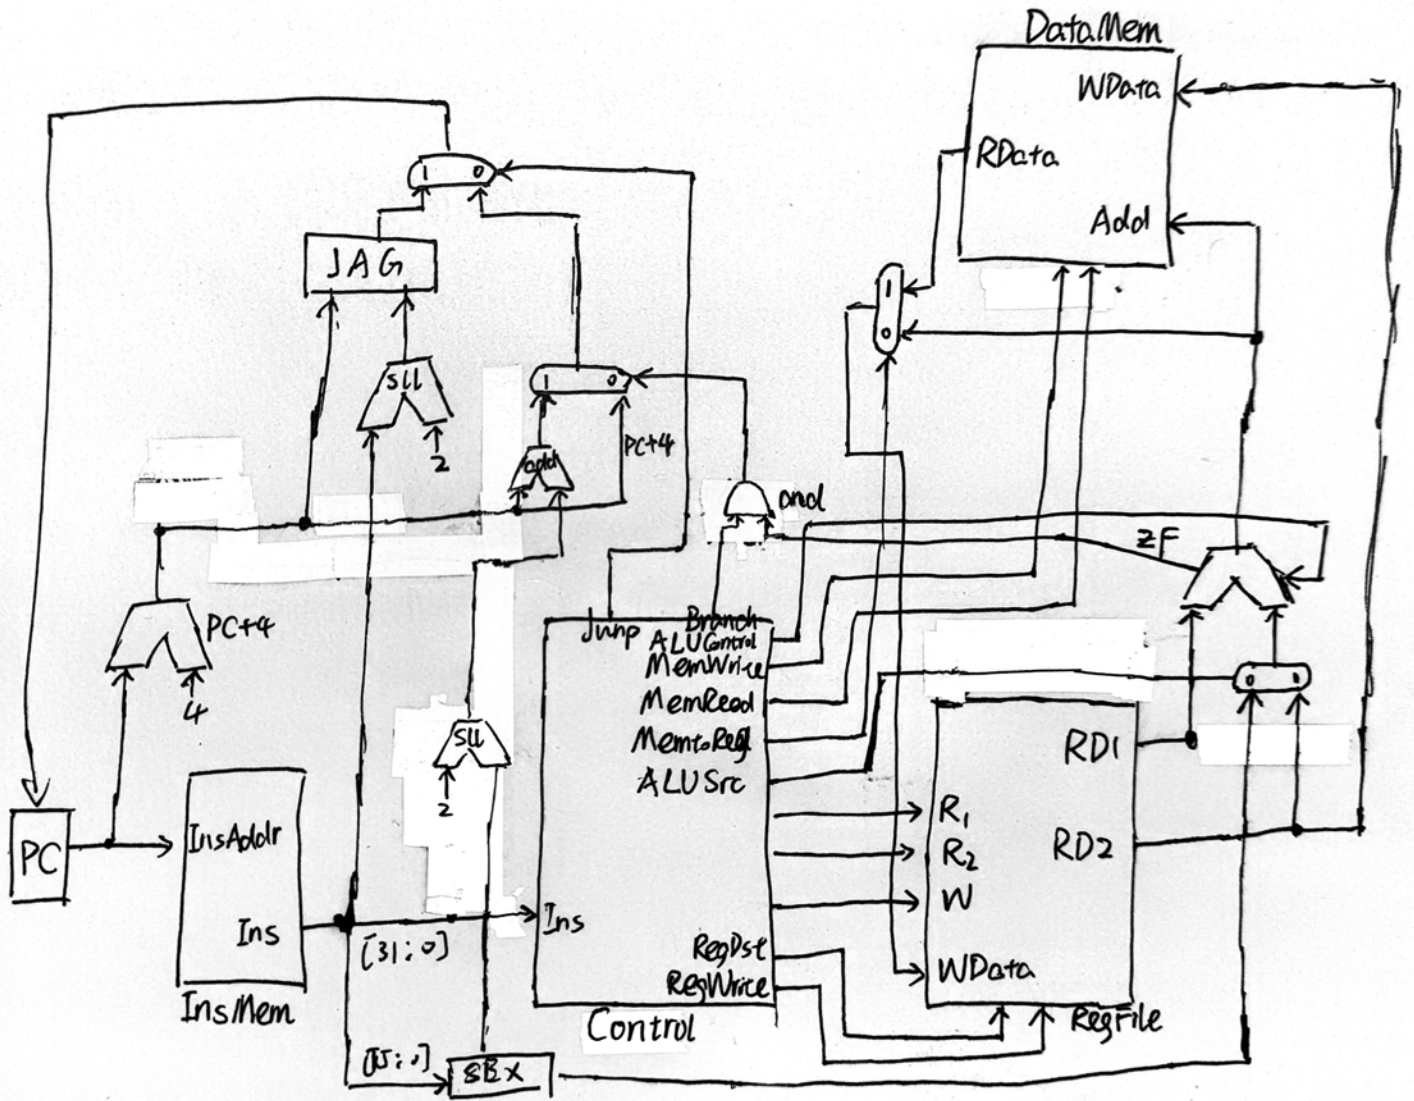 DataMem
WData
RData
Add
1 0
JAG
sll
2
1 0
add
PC+4
1
0
and
ZF
PC+4
4
Jump
Branch
ALUControl
MemWrite
MemRead
MemtoReg
ALUSrc
0 1
sll
2
RD1
RD2
PC
InsAddr
Ins
InsMem
[31:0]
Ins
R1
R2
W
WData
RegDst
RegWrite
Control
RegFile